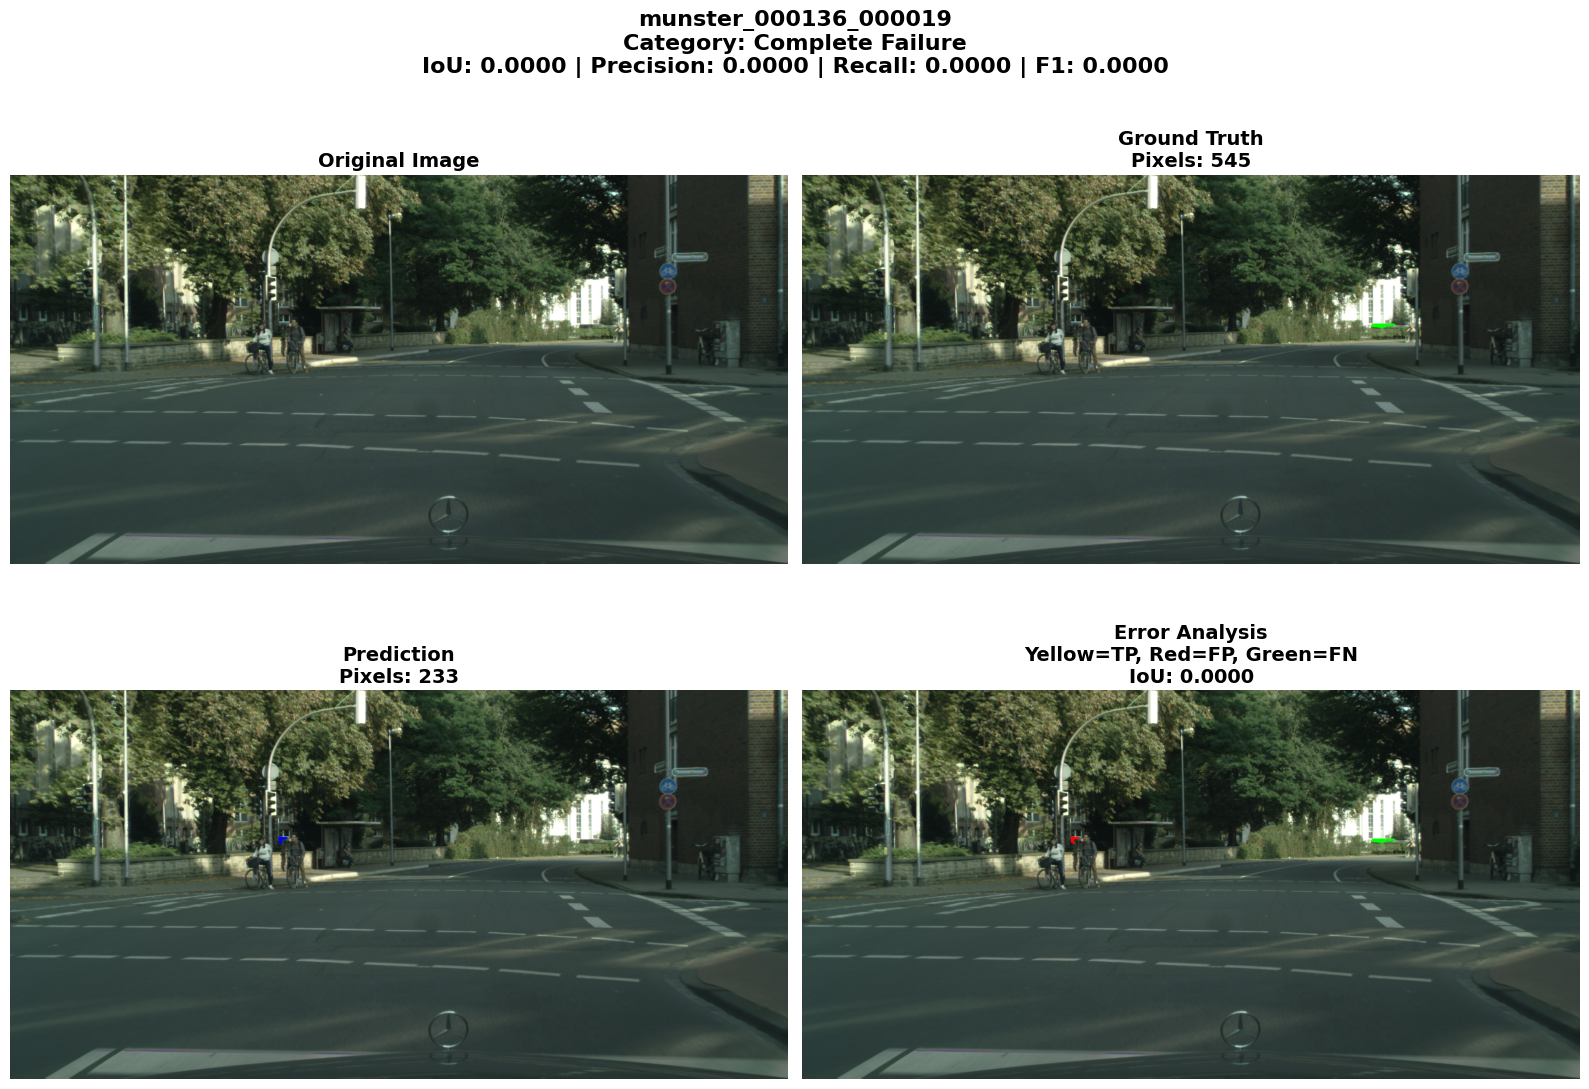 munster_000136_000019
Category: Complete Failure
IoU: 0.0000 | Precision: 0.0000 | Recall: 0.0000 | F1: 0.0000
Original Image
Ground Truth
Pixels: 545
Prediction
Pixels: 233
Error Analysis
Yellow=TP, Red=FP, Green=FN
IoU: 0.0000